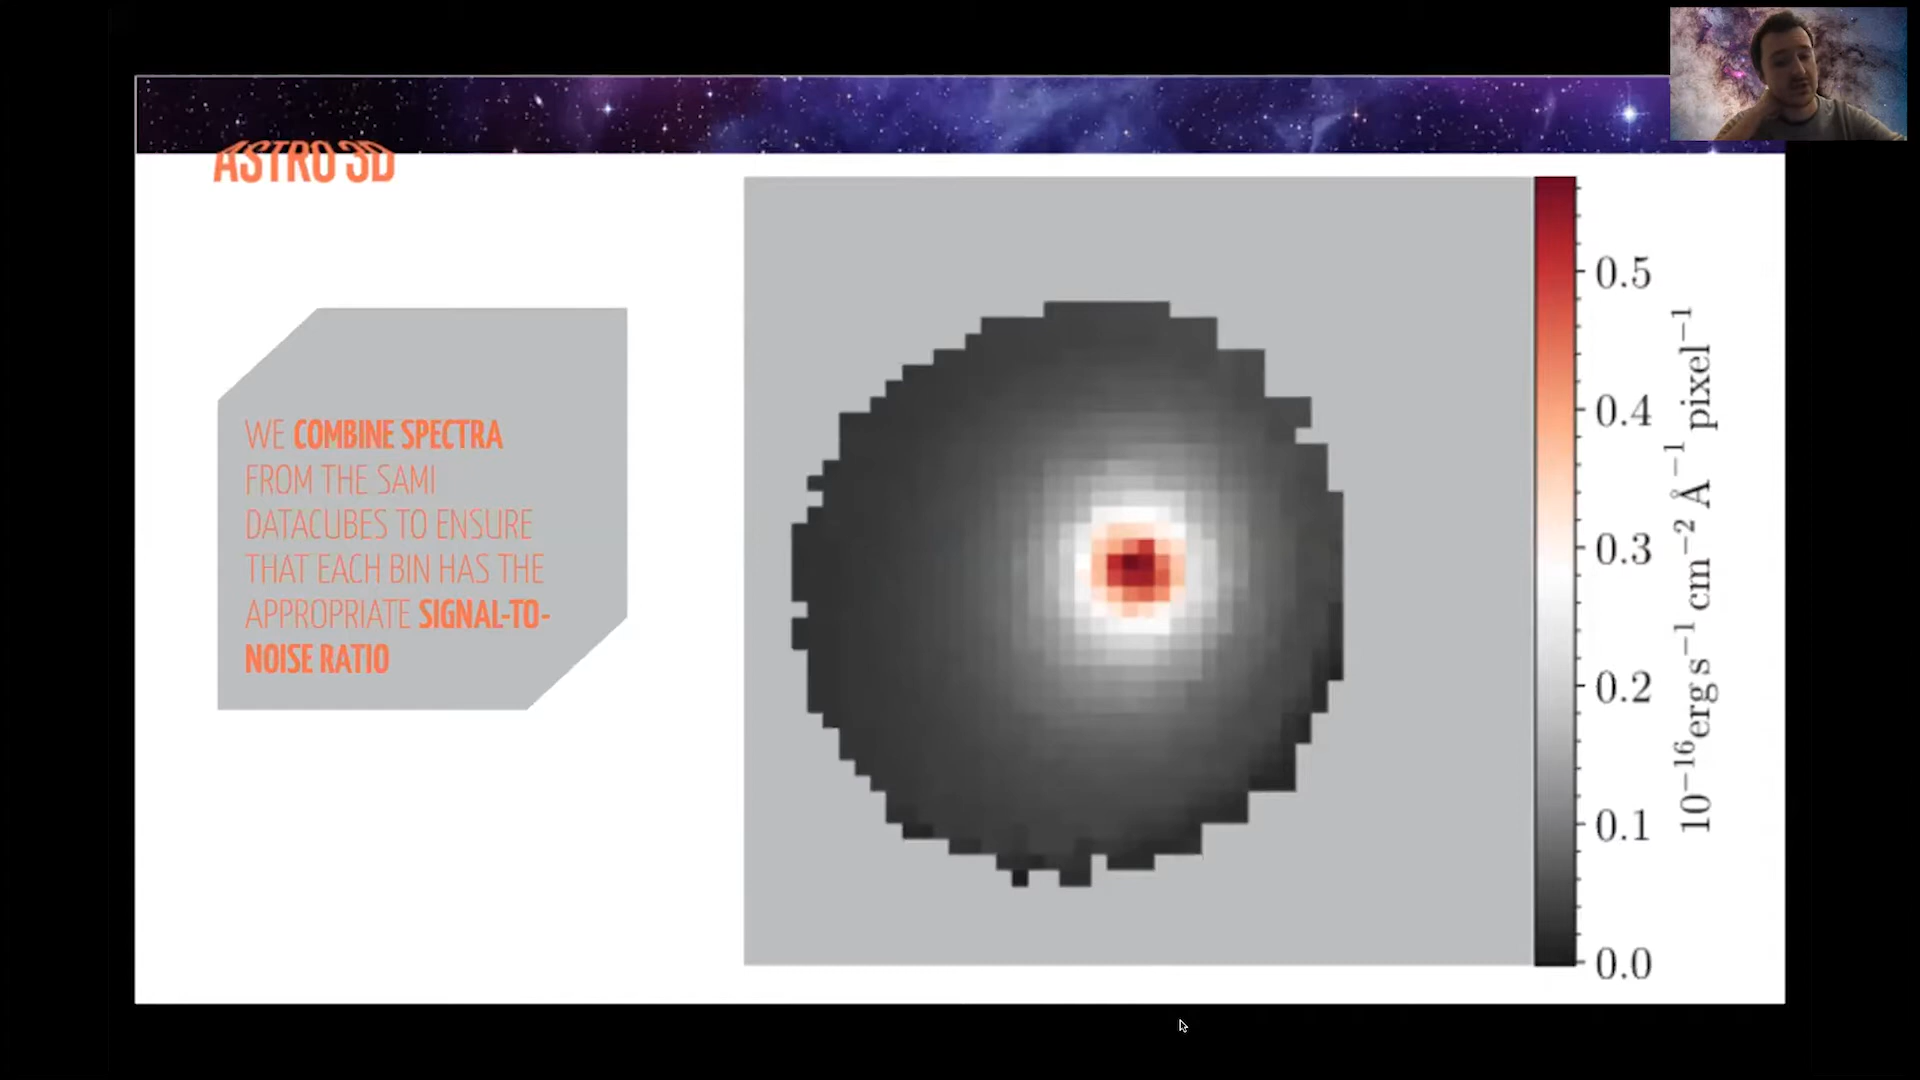 ASTRO 3D
WE COMBINE SPECTRA
FROM THE SAMI
DATACUBES TO ENSURE
THAT EACH BIN HAS THE
APPROPRIATE SIGNAL-TO-
NOISE RATIO
0.5
0.4
0.3
0.2
0.1
0.0
10⁻¹⁶erg s⁻¹ cm⁻² Å⁻¹ pixel⁻¹